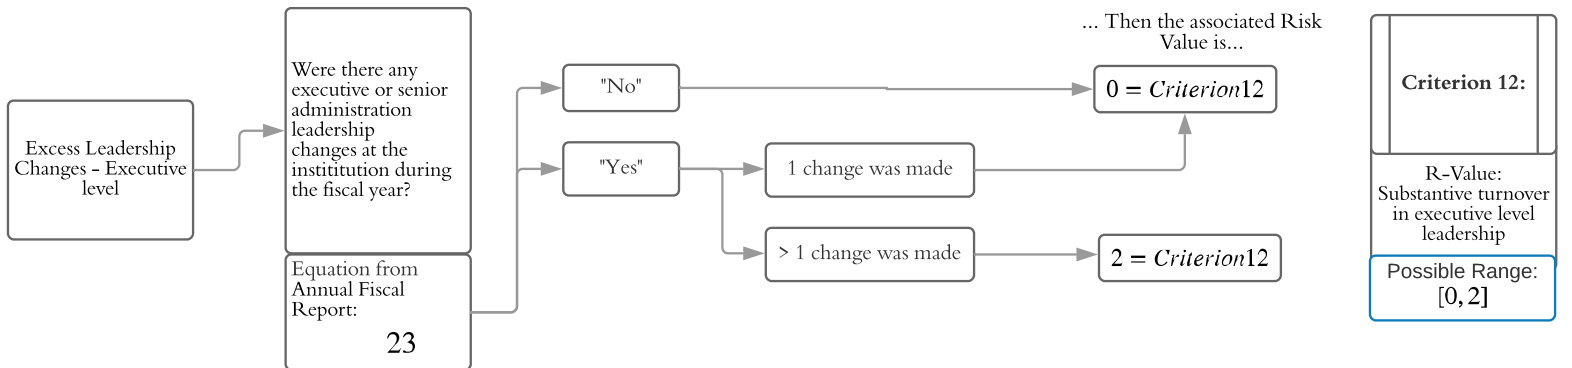 Excess Leadership
Changes - Executive
level
Were there any
executive or senior
administration
leadership
changes at the
instititution during
the fiscal year?
Equation from
Annual Fiscal
Report:
23
"No"
"Yes"
1 change was made
> 1 change was made
... Then the associated Risk
Value is...
0 = Criterion12
2 = Criterion12
Criterion 12:
R-Value:
Substantive turnover
in executive level
leadership
Possible Range:
[0, 2]